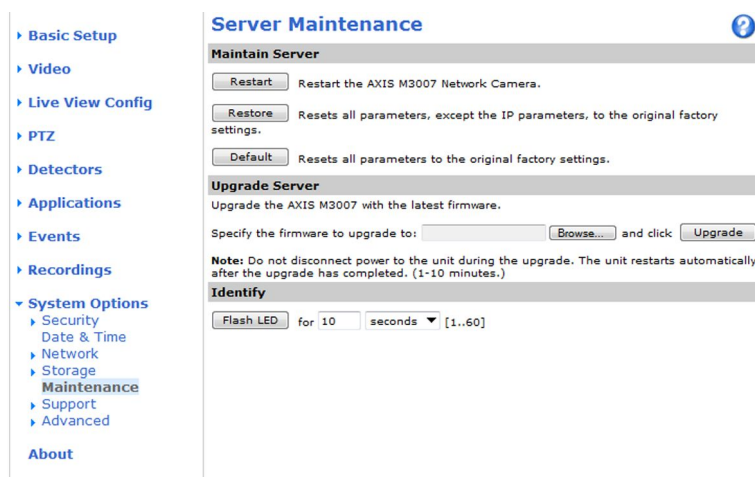 Basic Setup
Video
Live View Config
PTZ
Detectors
Applications
Events
Recordings
System Options
Security
Date & Time
Network
Storage
Maintenance
Support
Advanced
About
Server Maintenance
?
Maintain Server
Restart Restart the AXIS M3007 Network Camera.
Restore Resets all parameters, except the IP parameters, to the original factory
settings.
Default Resets all parameters to the original factory settings.
Upgrade Server
Upgrade the AXIS M3007 with the latest firmware.
Specify the firmware to upgrade to: Browse... and click Upgrade
Note: Do not disconnect power to the unit during the upgrade. The unit restarts automatically
after the upgrade has completed. (1-10 minutes.)
Identify
Flash LED for 10 seconds [1..60]